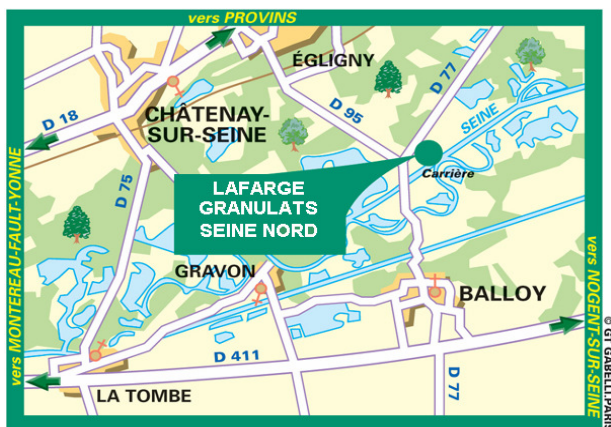 vers PROVINS
ÉGLIGNY
D 77
D 18
CHÂTENAY-
SUR-SEINE
D 95
SEINE
Carrière
D 75
LAFARGE
GRANULATS
SEINE NORD
vers MONTEREAU-FAULT-YONNE
GRAVON
BALLOY
vers NOGENT-SUR-SEINE
D 411
D 77
LA TOMBE
© GT GABELLI.PARIS